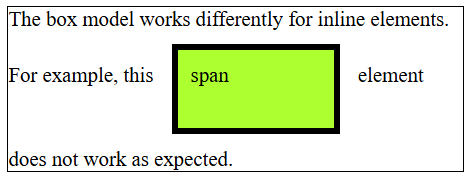 The box model works differently for inline elements.
For example, this span element
does not work as expected.